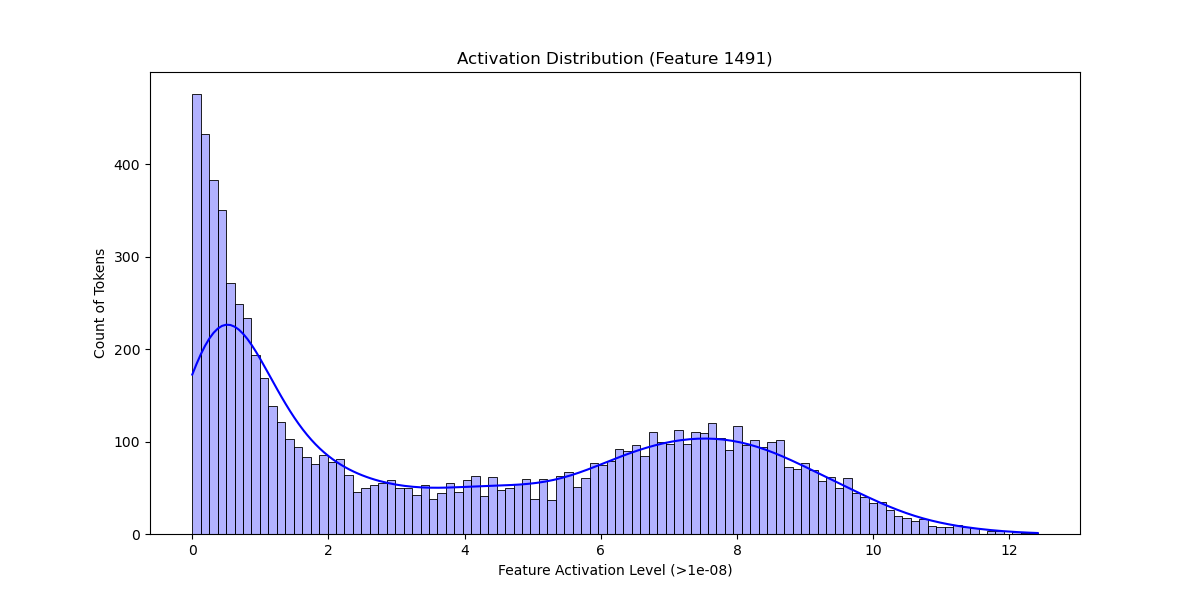 Activation Distribution (Feature 1491)
Count of Tokens
400
300
200
100
0
0 2 4 6 8 10 12
Feature Activation Level (>1e-08)